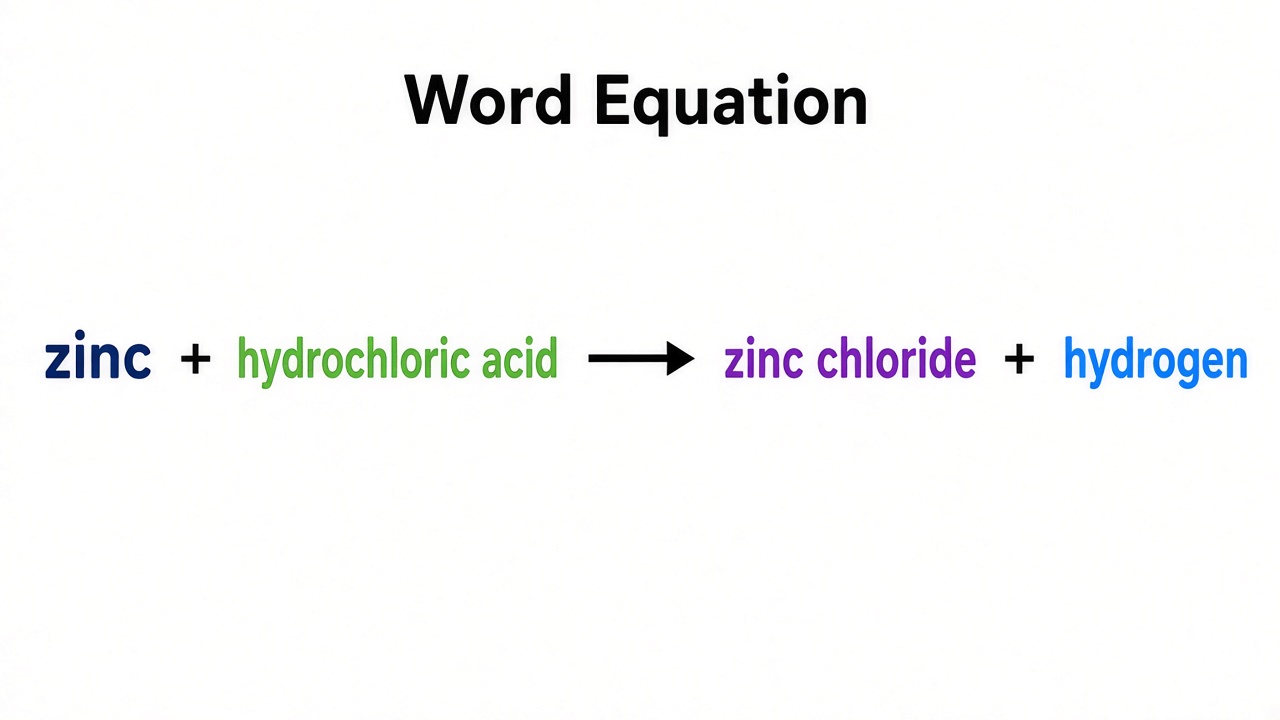 Word Equation
zinc + hydrochloric acid ⟶ zinc chloride + hydrogen